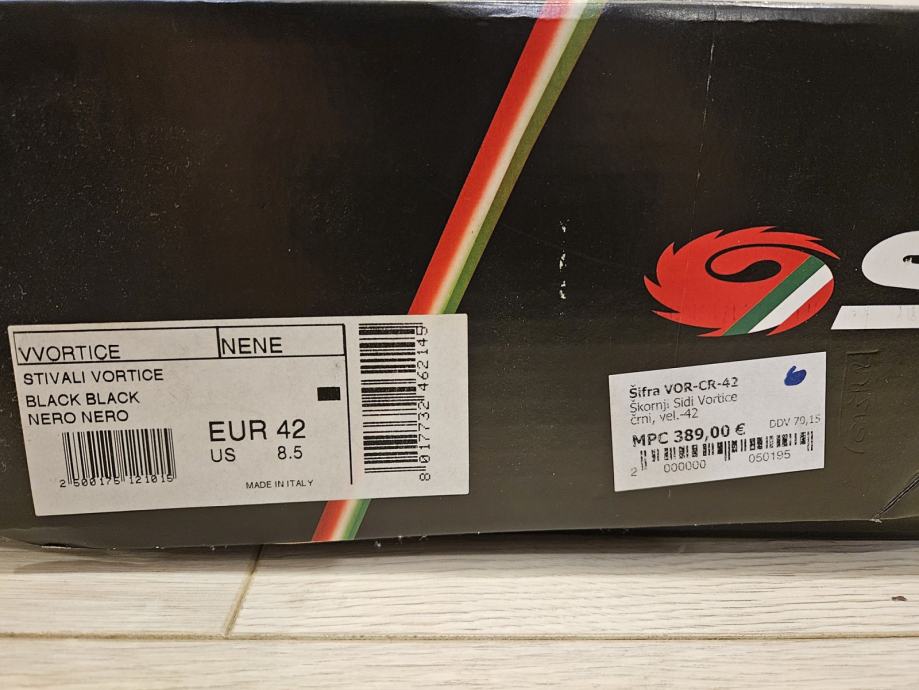 VVORTICE NENE
STIVALI VORTICE
BLACK BLACK
NERO NERO
EUR 42
US 8.5
2 500175 121015
MADE IN ITALY
8 017732 462145
S
Šifra VOR-CR-42
Škornji Sidi Vortice
črni, vel.-42
MPC 389,00 € DDV 70,15
2 000000 050195